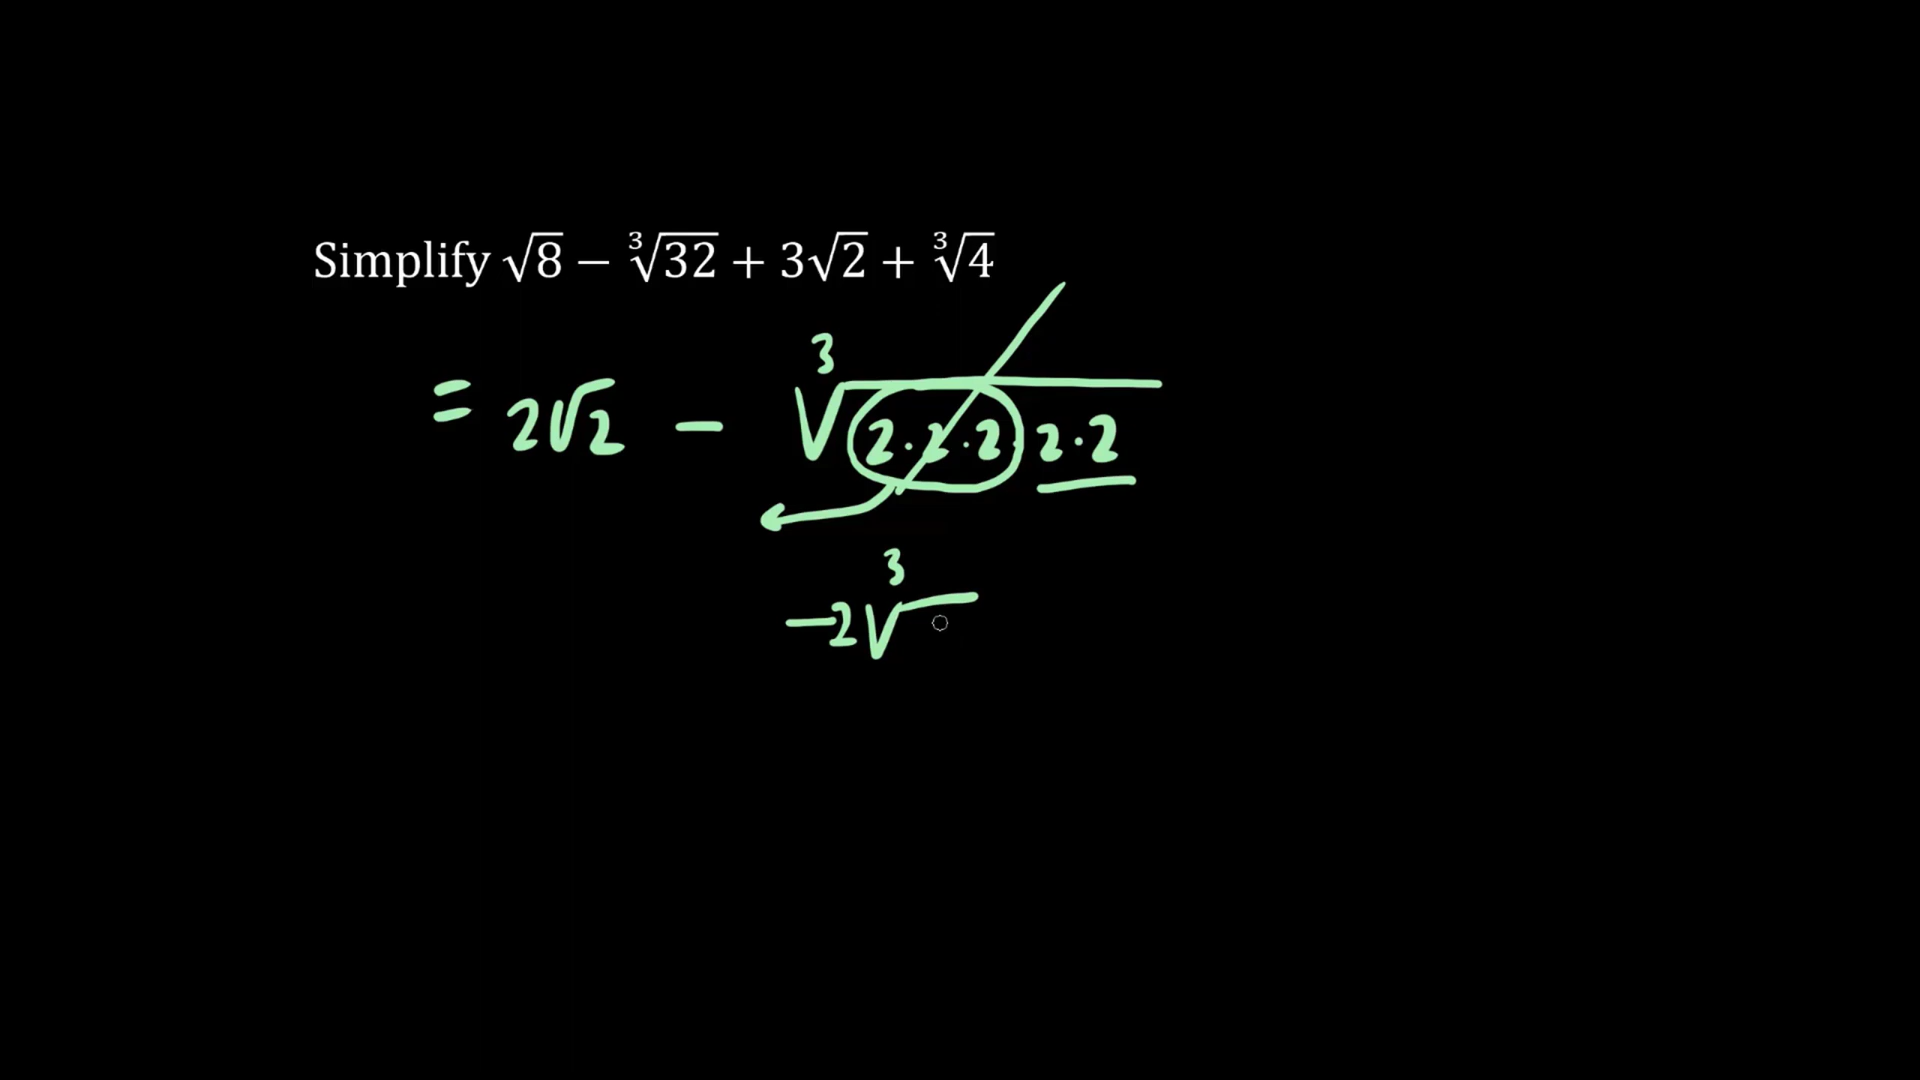 Simplify √8 − ∛32 + 3√2 + ∛4
= 2√2 − ∛2·2·2·2·2
−2∛